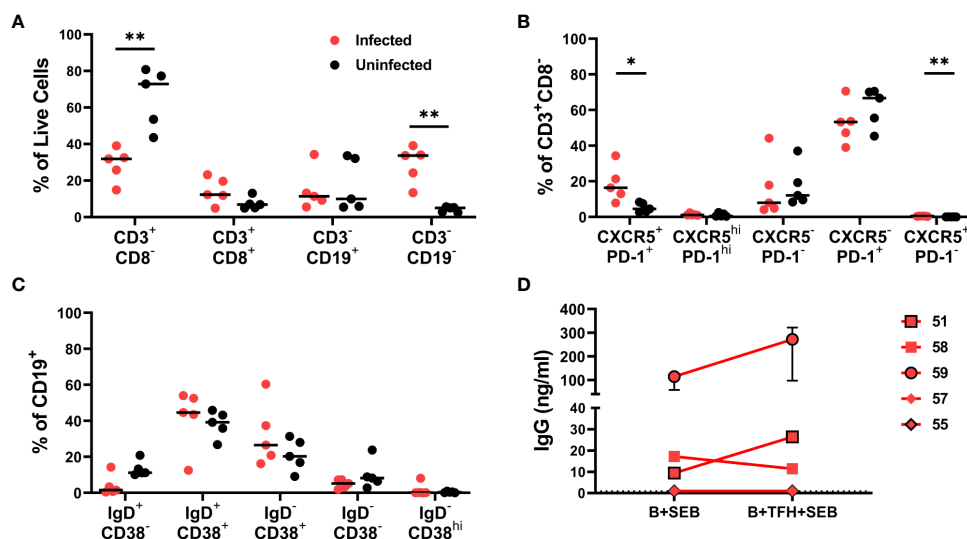 A
% of Live Cells
100
80
60
40
20
0
**
**
Infected
Uninfected
CD3⁺ CD3⁻ CD3⁻ CD3⁻
CD8⁻ CD8⁺ CD19⁺ CD19⁻
B
% of CD3⁺CD8⁻
100
80
60
40
20
0
*
**
CXCR5⁺ CXCR5ʰⁱ CXCR5⁻ CXCR5⁻ CXCR5⁺
PD-1⁺ PD-1ʰⁱ PD-1⁻ PD-1⁺ PD-1⁻
C
% of CD19⁺
100
80
60
40
20
0
IgD⁺ IgD⁺ IgD⁻ IgD⁻ IgD⁻
CD38⁻ CD38⁺ CD38⁺ CD38⁻ CD38ʰⁱ
D
IgG (ng/ml)
400
300
200
100
30
20
10
0
B+SEB B+TFH+SEB
51
58
59
57
55